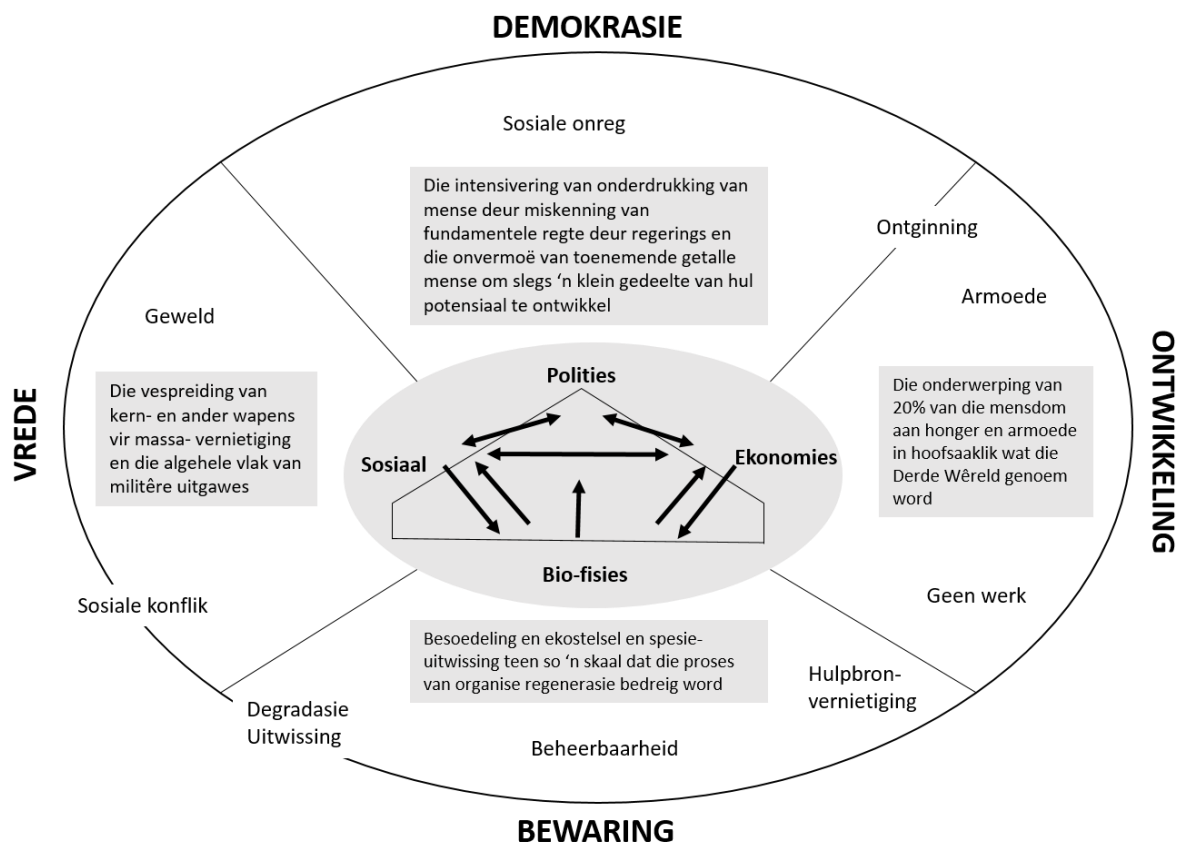 DEMOKRASIE
Sosiale onreg
Die intensivering van onderdrukking van
mense deur miskenning van
fundamentele regte deur regerings en
die onvermoë van toenemende getalle
mense om slegs ‘n klein gedeelte van hul
potensiaal te ontwikkel
Ontginning
Armoede
Geweld
VREDE
Die vespreiding van
kern- en ander wapens
vir massa- vernietiging
en die algehele vlak van
militêre uitgawes
Polities
Sosiaal
Ekonomies
Bio-fisies
Die onderwerping van
20% van die mensdom
aan honger en armoede
in hoofsaaklik wat die
Derde Wêreld genoem
word
ONTWIKKELING
Geen werk
Sosiale konflik
Besoedeling en ekostelsel en spesie-
uitwissing teen so ‘n skaal dat die proses
van organise regenerasie bedreig word
Hulpbron-
vernietiging
Degradasie
Uitwissing
Beheerbaarheid
BEWARING